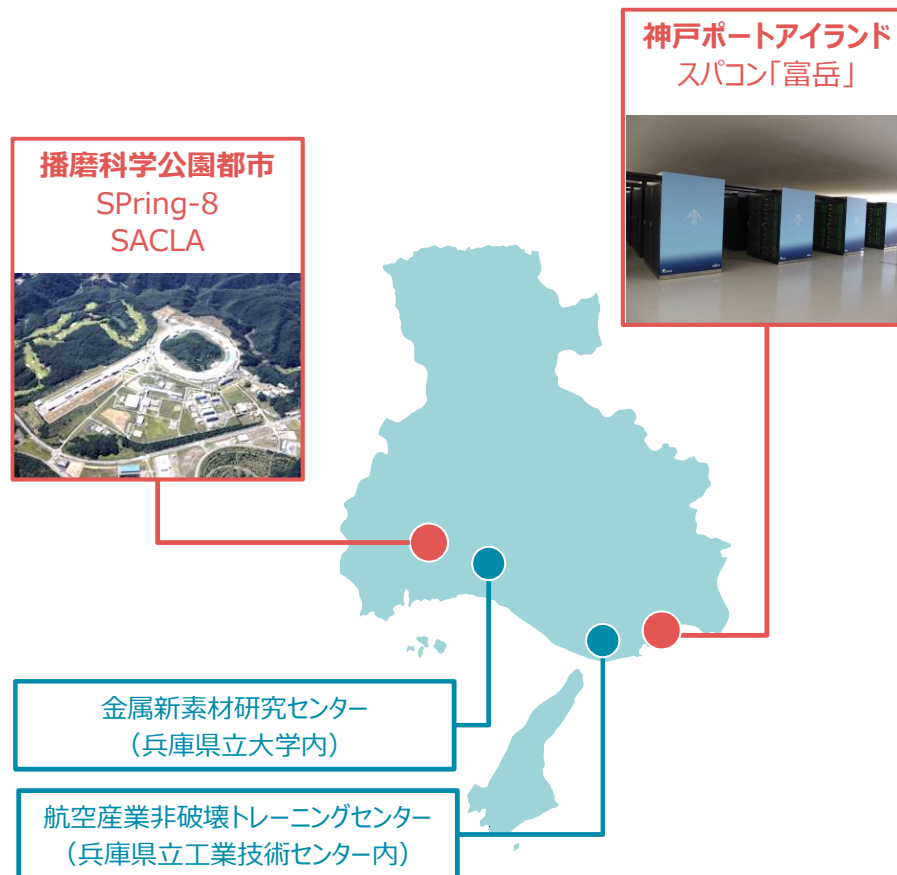 神戸ポートアイランド
スパコン「富岳」
播磨科学公園都市
SPring-8
SACLA
金属新素材研究センター
（兵庫県立大学内）
航空産業非破壊トレーニングセンター
（兵庫県立工業技術センター内）